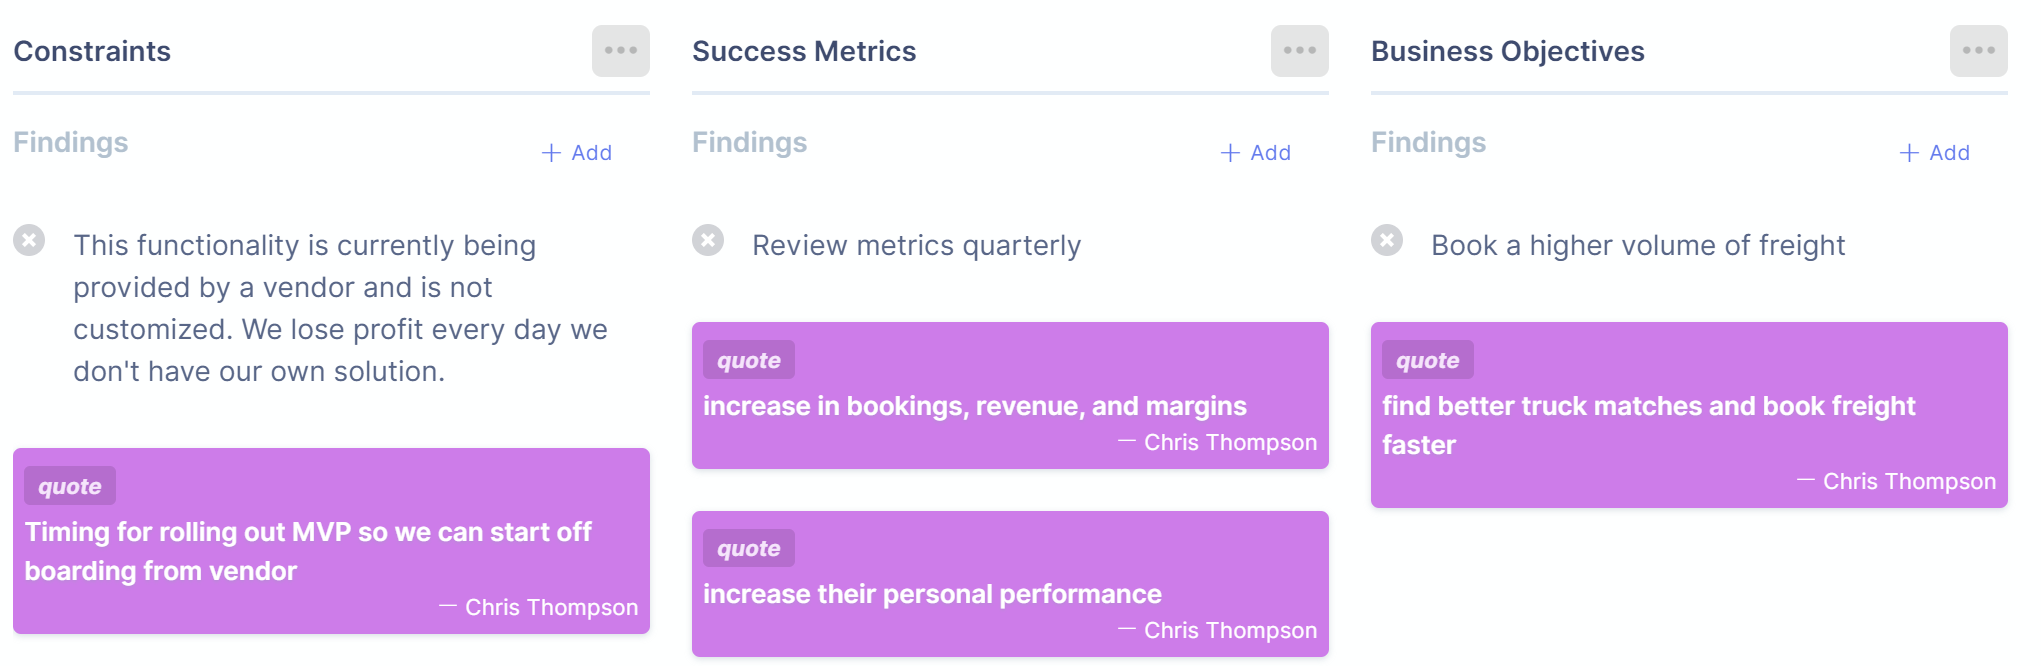 Constraints
Findings
+ Add
This functionality is currently being
provided by a vendor and is not
customized. We lose profit every day we
don't have our own solution.
quote
Timing for rolling out MVP so we can start off
boarding from vendor
— Chris Thompson
Success Metrics
Findings
+ Add
Review metrics quarterly
quote
increase in bookings, revenue, and margins
— Chris Thompson
quote
increase their personal performance
— Chris Thompson
Business Objectives
Findings
+ Add
Book a higher volume of freight
quote
find better truck matches and book freight
faster
— Chris Thompson